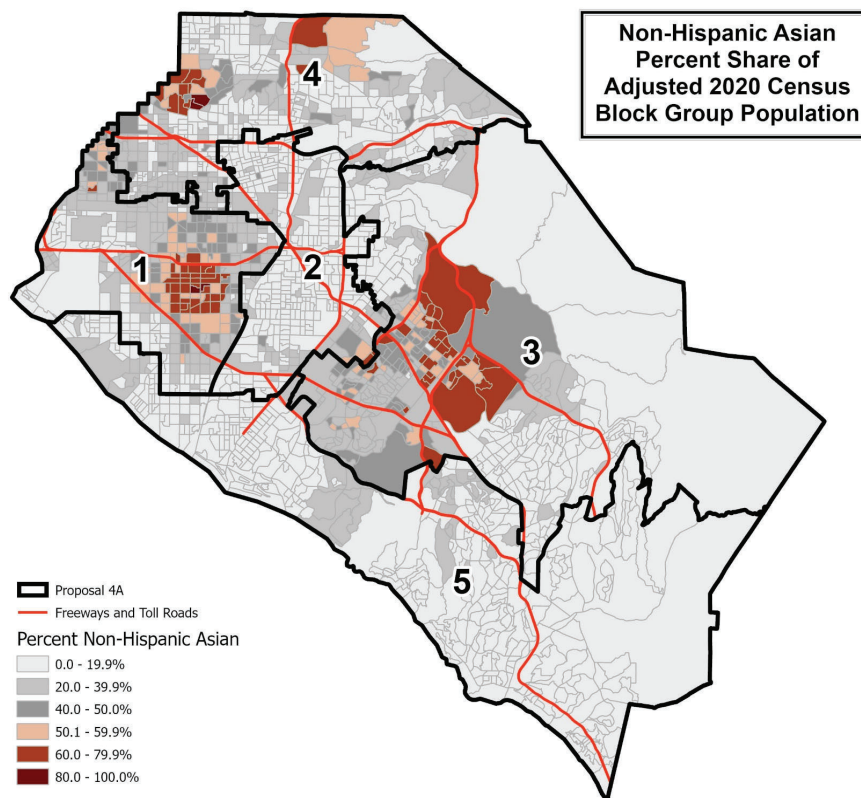 Non-Hispanic Asian
Percent Share of
Adjusted 2020 Census
Block Group Population
4
1
2
3
5
Proposal 4A
Freeways and Toll Roads
Percent Non-Hispanic Asian
0.0 - 19.9%
20.0 - 39.9%
40.0 - 50.0%
50.1 - 59.9%
60.0 - 79.9%
80.0 - 100.0%